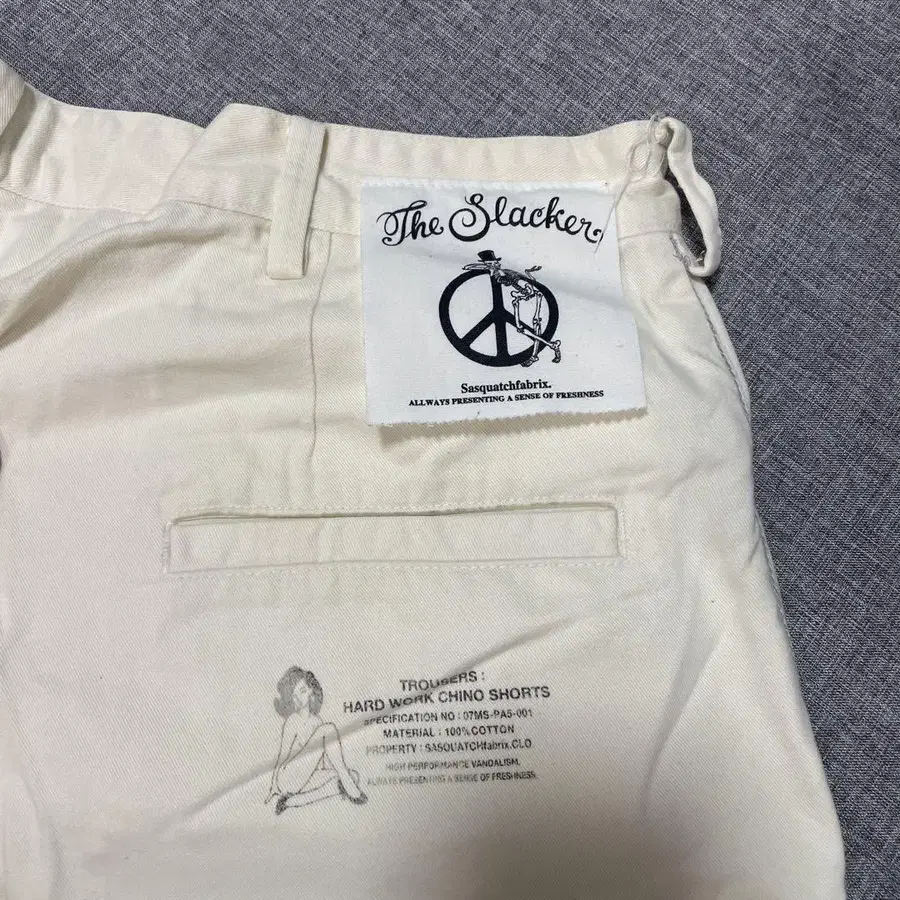 The Slacker
Sasquatchfabrix.
ALLWAYS PRESENTING A SENSE OF FRESHNESS
TROUSERS :
HARD WORK CHINO SHORTS
SPECIFICATION NO : 07MS-PA5-001
MATERIAL : 100% COTTON
PROPERTY : SASQUATCHfabrix.CLO
HIGH PERFORMANCE VANDALISM.
ALWAYS PRESENTING A SENSE OF FRESHNESS.